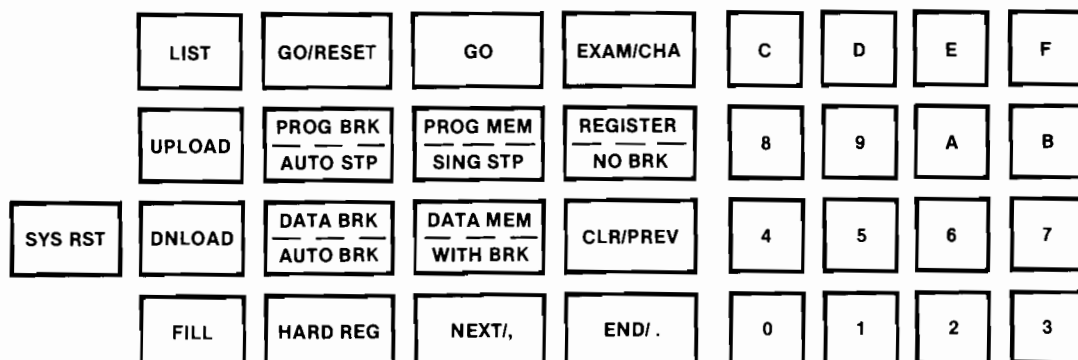 LIST GO/RESET GO EXAM/CHA C D E F
UPLOAD PROG BRK AUTO STP PROG MEM SING STP REGISTER NO BRK 8 9 A B
SYS RST DNLOAD DATA BRK AUTO BRK DATA MEM WITH BRK CLR/PREV 4 5 6 7
FILL HARD REG NEXT/, END/ . 0 1 2 3